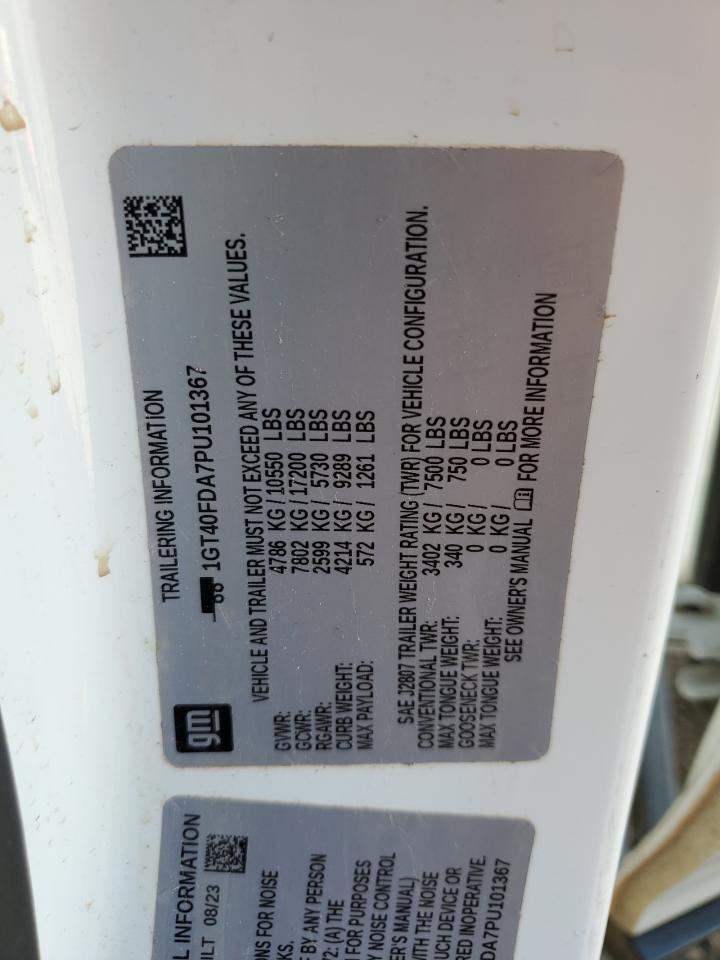 TRAILERING INFORMATION
1GT40FDA7PU101367
gm
VEHICLE AND TRAILER MUST NOT EXCEED ANY OF THESE VALUES.
GVWR: 4786 KG / 10550 LBS
GCWR: 7802 KG / 17200 LBS
RGAWR: 2599 KG / 5730 LBS
CURB WEIGHT: 4214 KG / 9289 LBS
MAX PAYLOAD: 572 KG / 1261 LBS
SAE J2807 TRAILER WEIGHT RATING (TWR) FOR VEHICLE CONFIGURATION.
CONVENTIONAL TWR: 3402 KG / 7500 LBS
MAX TONGUE WEIGHT: 340 KG / 750 LBS
GOOSENECK TWR: 0 KG / 0 LBS
MAX TONGUE WEIGHT: 0 KG / 0 LBS
SEE OWNER'S MANUAL FOR MORE INFORMATION
L INFORMATION
ILT 08/23
ONS FOR NOISE
KS.
F BY ANY PERSON
Y2: (A) THE
FOR PURPOSES
Y NOISE CONTROL
ER'S MANUAL)
WITH THE NOISE
UCH DEVICE OR
RED INOPERATIVE,
DA7PU101367